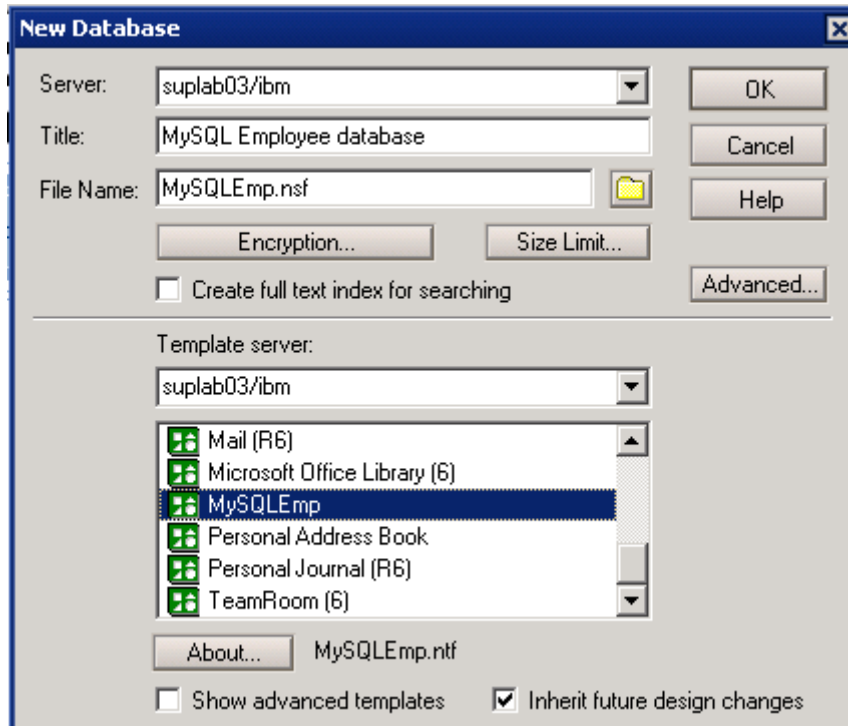 New Database
Server: suplab03/ibm OK
Title: MySQL Employee database Cancel
File Name: MySQLEmp.nsf Help
Encryption... Size Limit...
Create full text index for searching Advanced...
Template server:
suplab03/ibm
Mail (R6)
Microsoft Office Library (6)
MySQLEmp
Personal Address Book
Personal Journal (R6)
TeamRoom (6)
About... MySQLEmp.ntf
Show advanced templates Inherit future design changes